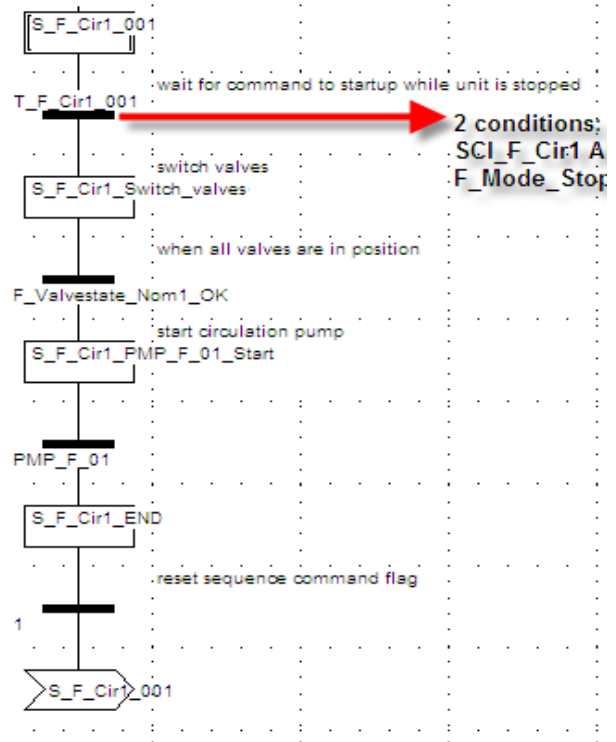 S_F_Cir1_001
wait for command to startup while unit is stopped
T_F_Cir1_001
2 conditions;
SCI_F_Cir1 A
F_Mode_Stop
switch valves
S_F_Cir1_Switch_valves
when all valves are in position
F_Valvestate_Nom1_OK
start circulation pump
S_F_Cir1_PMP_F_01_Start
PMP_F_01
S_F_Cir1_END
reset sequence command flag
1
S_F_Cir1_001